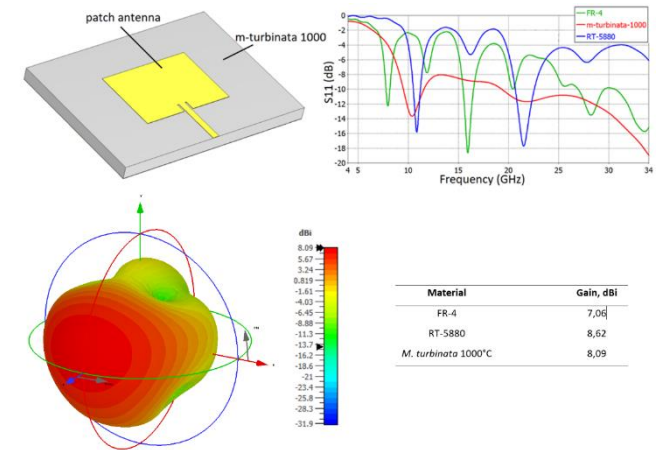 patch antenna
m-turbinata 1000
S11 (dB)
0
-2
-4
-6
-8
-10
-12
-14
-16
-18
-20
4 5 10 15 20 25 30 34
Frequency (GHz)
FR-4
m-turbinata-1000
RT-5880
dBi
8.09
5.67
3.24
0.819
-1.61
-4.03
-6.45
-8.88
-11.3
-13.7
-16.2
-18.6
-21
-23.4
-25.8
-28.3
-31.9
Material Gain, dBi
FR-4 7,06
RT-5880 8,62
M. turbinata 1000°C 8,09